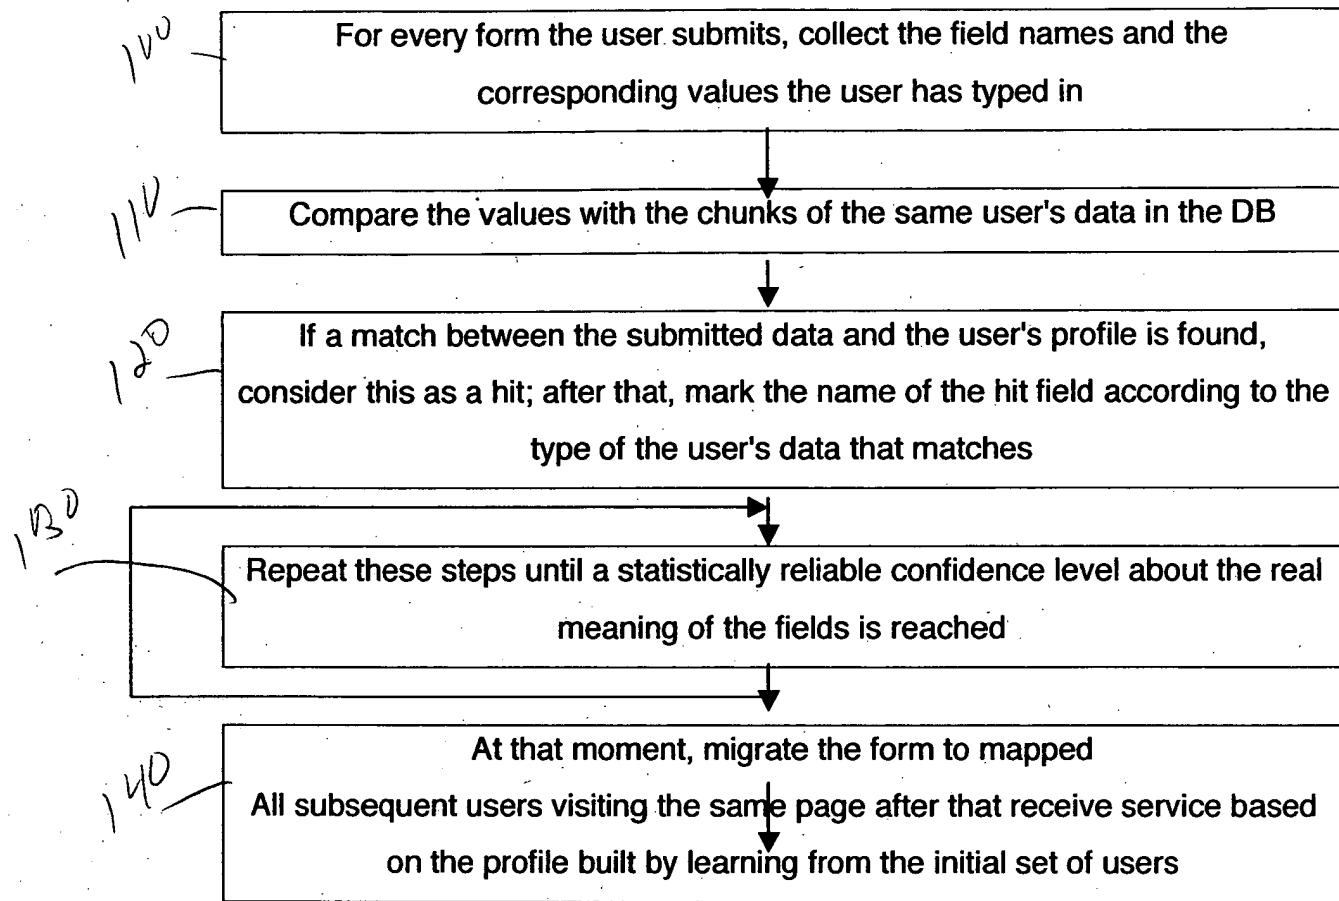 100
For every form the user submits, collect the field names and the
corresponding values the user has typed in
110
Compare the values with the chunks of the same user's data in the DB
120
If a match between the submitted data and the user's profile is found,
consider this as a hit; after that, mark the name of the hit field according to the
type of the user's data that matches
130
Repeat these steps until a statistically reliable confidence level about the real
meaning of the fields is reached
140
At that moment, migrate the form to mapped
All subsequent users visiting the same page after that receive service based
on the profile built by learning from the initial set of users